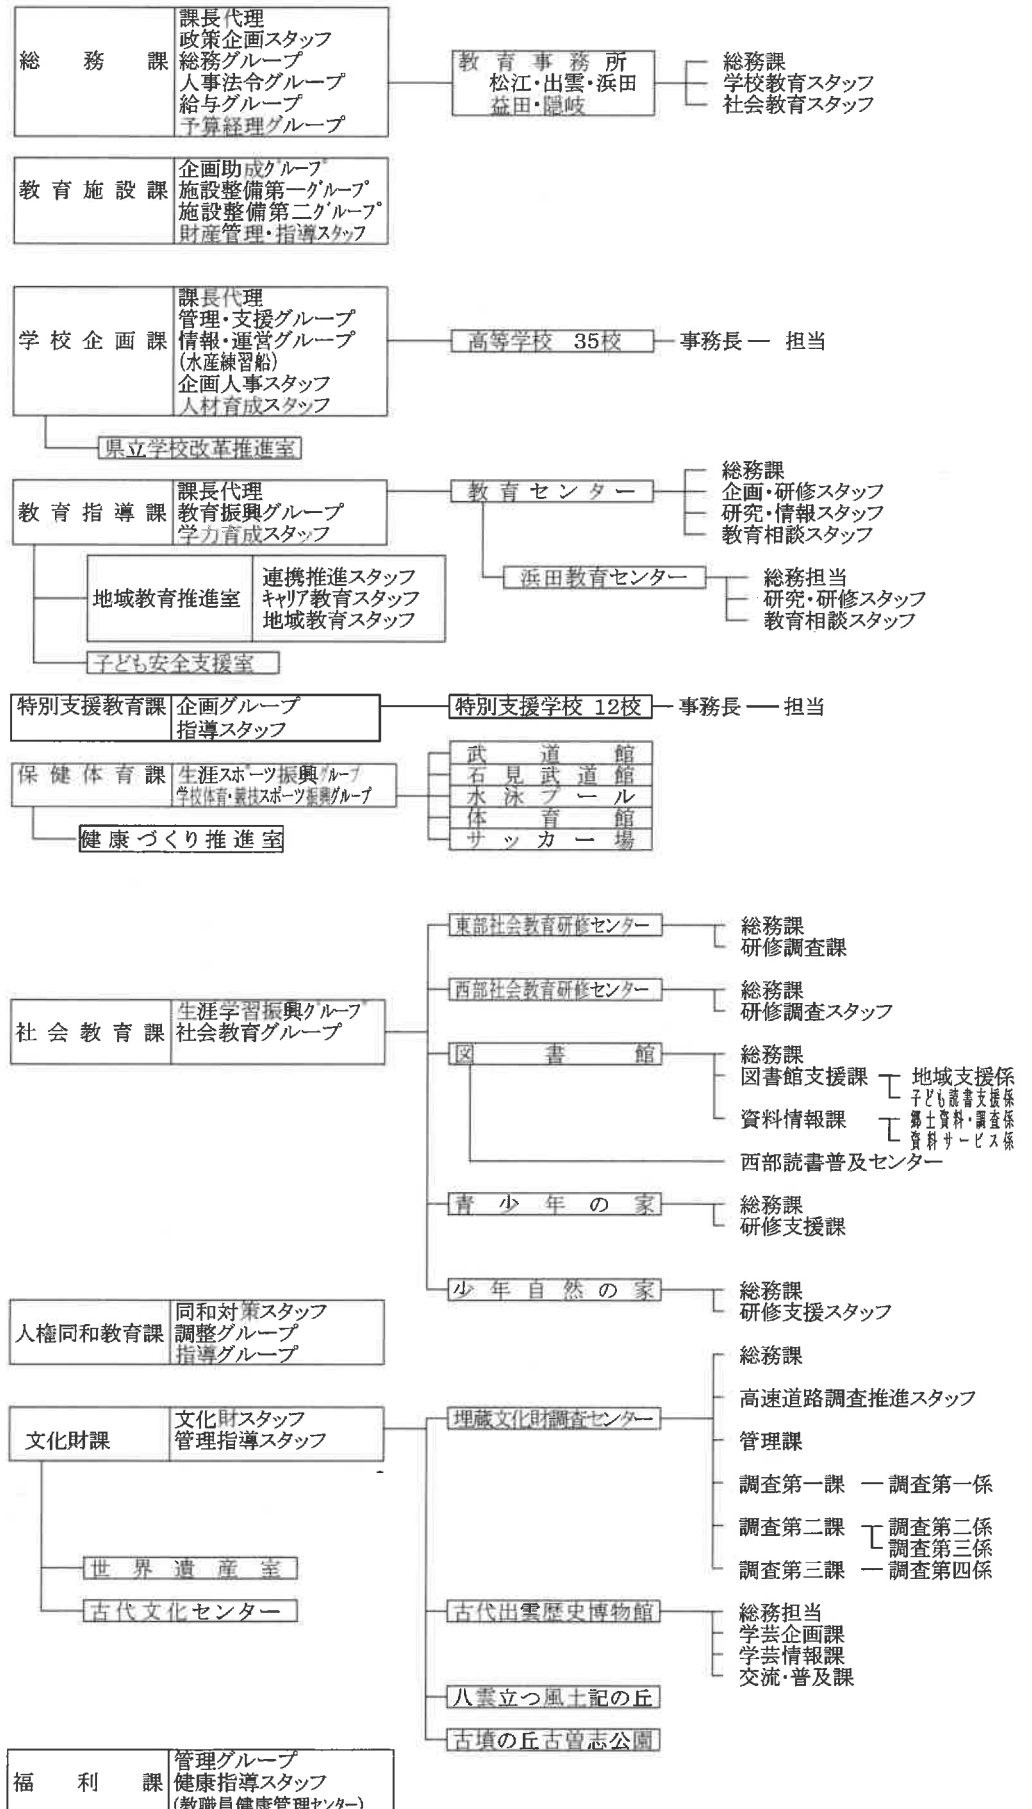 総務課
課長代理
政策企画スタッフ
総務グループ
人事法令グループ
給与グループ
予算経理グループ
教育事務所
松江・出雲・浜田
益田・隠岐
総務課
学校教育スタッフ
社会教育スタッフ
教育施設課
企画助成グループ
施設整備第一グループ
施設整備第二グループ
財産管理・指導スタッフ
学校企画課
課長代理
管理・支援グループ
情報・運営グループ
(水産練習船)
企画人事スタッフ
人材育成スタッフ
高等学校 35校
事務長 — 担当
県立学校改革推進室
教育指導課
課長代理
教育振興グループ
学力育成スタッフ
教育センター
総務課
企画・研修スタッフ
研究・情報スタッフ
教育相談スタッフ
浜田教育センター
総務担当
研究・研修スタッフ
教育相談スタッフ
地域教育推進室
連携推進スタッフ
キャリア教育スタッフ
地域教育スタッフ
子ども安全支援室
特別支援教育課
企画グループ
指導スタッフ
特別支援学校 12校
事務長 — 担当
保健体育課
生涯スポーツ振興グループ
学校体育・競技スポーツ振興グループ
武道館
石見武道館
水泳プール
体育館
サッカー場
健康づくり推進室
社会教育課
生涯学習振興グループ
社会教育グループ
東部社会教育研修センター
総務課
研修調査課
西部社会教育研修センター
総務課
研修調査スタッフ
図書館
総務課
図書館支援課
地域支援係
子ども読書支援係
資料情報課
郷土資料・調査係
資料サービス係
西部読書普及センター
青少年の家
総務課
研修支援課
少年自然の家
総務課
研修支援スタッフ
人権同和教育課
同和対策スタッフ
調整グループ
指導グループ
文化財課
文化財スタッフ
管理指導スタッフ
埋蔵文化財調査センター
総務課
高速道路調査推進スタッフ
管理課
調査第一課 — 調査第一係
調査第二課
調査第二係
調査第三係
調査第三課 — 調査第四係
世界遺産室
古代文化センター
古代出雲歴史博物館
総務担当
学芸企画課
学芸情報課
交流・普及課
八雲立つ風土記の丘
古墳の丘古曽志公園
福利課
管理グループ
健康指導スタッフ
(教職員健康管理センター)